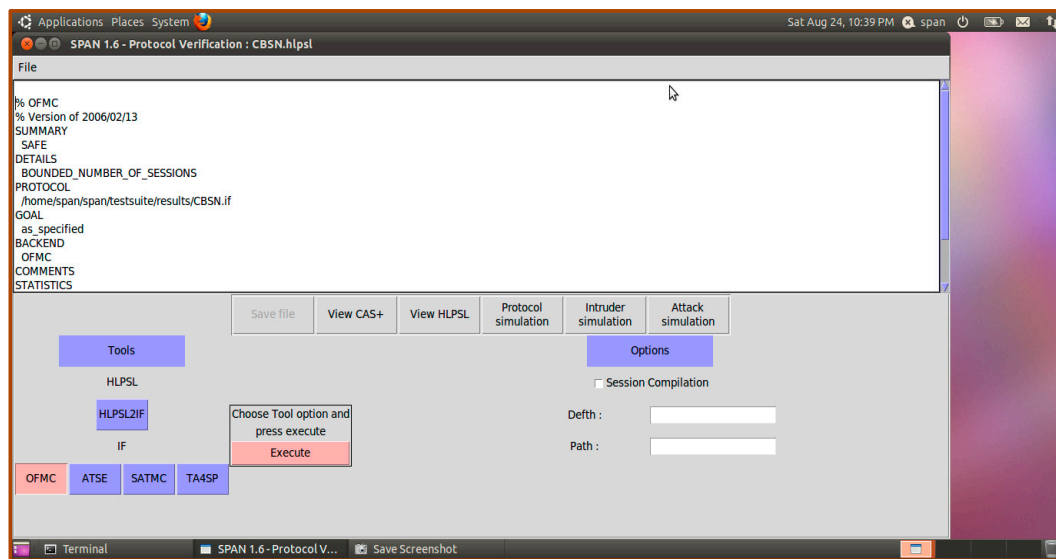 Applications Places System
Sat Aug 24, 10:39 PM span
SPAN 1.6 - Protocol Verification : CBSN.hlpsl
File
% OFMC
% Version of 2006/02/13
SUMMARY
SAFE
DETAILS
BOUNDED_NUMBER_OF_SESSIONS
PROTOCOL
/home/span/span/testsuite/results/CBSN.if
GOAL
as_specified
BACKEND
OFMC
COMMENTS
STATISTICS
Save file
View CAS+
View HLPSL
Protocol
simulation
Intruder
simulation
Attack
simulation
Tools
Options
HLPSL
Session Compilation
HLPSL2IF
Choose Tool option and
press execute
Execute
Defth :
IF
Path :
OFMC
ATSE
SATMC
TA4SP
Terminal
SPAN 1.6 - Protocol V...
Save Screenshot